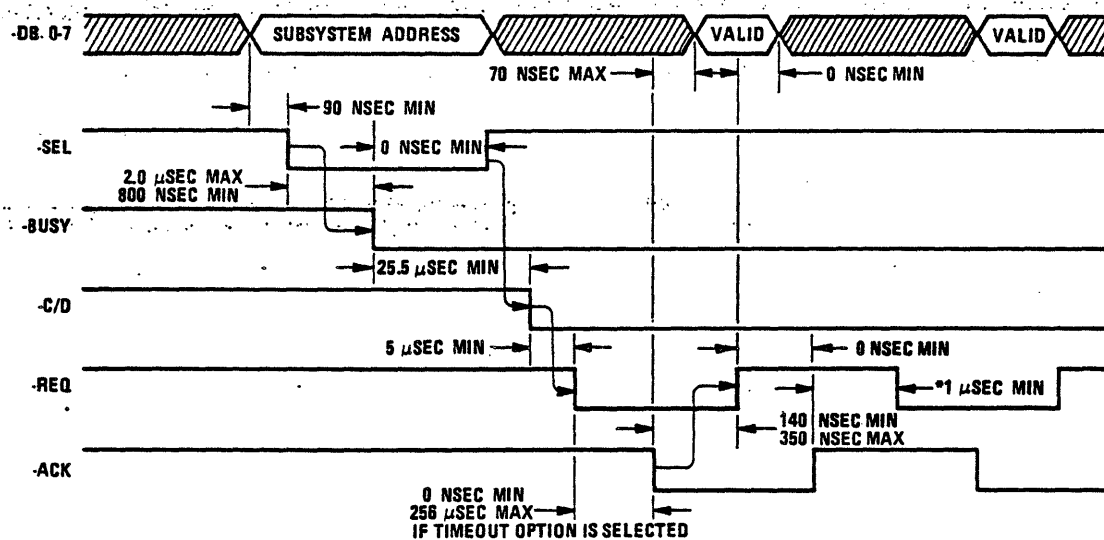 -DB. 0-7
SUBSYSTEM ADDRESS
VALID
VALID
70 NSEC MAX
0 NSEC MIN
90 NSEC MIN
-SEL
0 NSEC MIN
2.0 µSEC MAX
800 NSEC MIN
-BUSY
25.5 µSEC MIN
-C/D
5 µSEC MIN
0 NSEC MIN
-REQ
*1 µSEC MIN
140 NSEC MIN
350 NSEC MAX
-ACK
0 NSEC MIN
256 µSEC MAX
IF TIMEOUT OPTION IS SELECTED